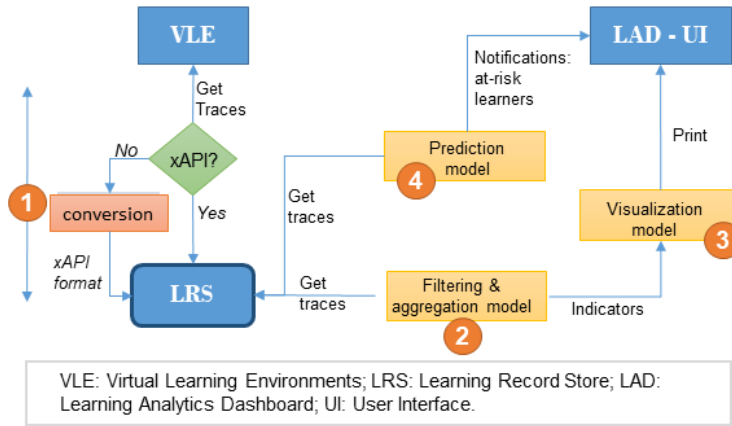 VLE
LAD - UI
Get
Traces
Notifications:
at-risk
learners
No
xAPI?
Prediction
model
4
Print
1
conversion
Yes
Get
traces
Visualization
model
3
xAPI
format
LRS
Get
traces
Filtering &
aggregation model
2
Indicators
VLE: Virtual Learning Environments; LRS: Learning Record Store; LAD:
Learning Analytics Dashboard; UI: User Interface.